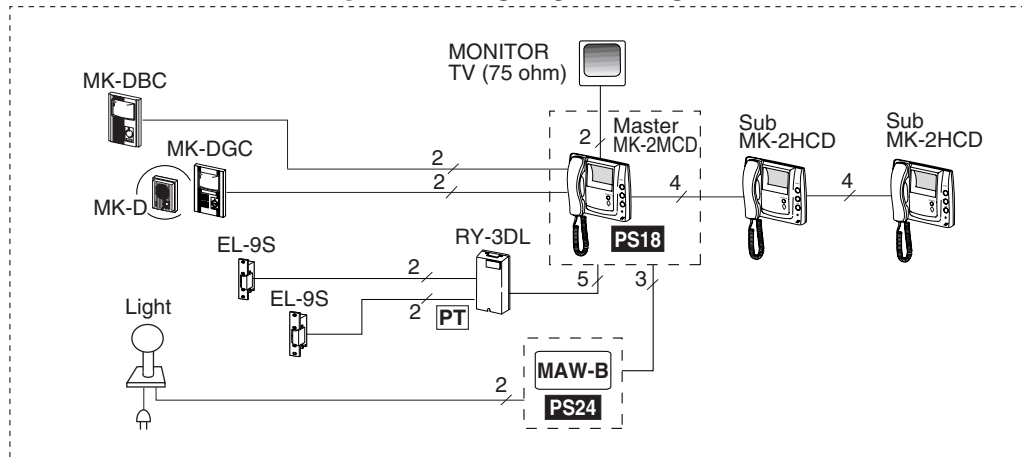 MONITOR
TV (75 ohm)
MK-DBC
2
Master
MK-2MCD
Sub
MK-2HCD
Sub
MK-2HCD
MK-DGC
2
2
4
4
MK-D
PS18
EL-9S
RY-3DL
2
5
3
EL-9S
2
PT
Light
MAW-B
2
PS24